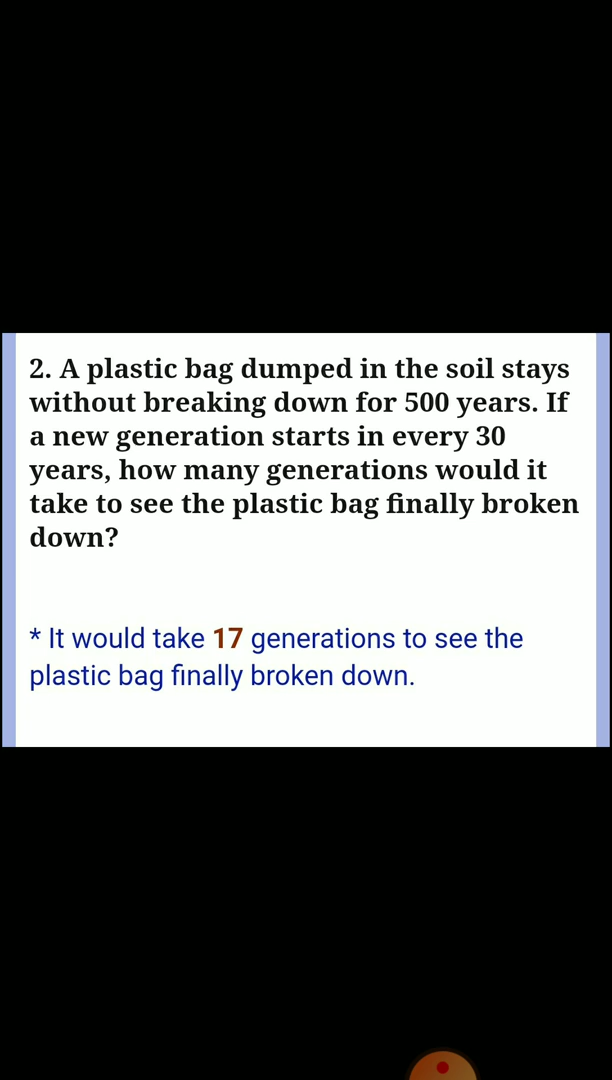 2. A plastic bag dumped in the soil stays
without breaking down for 500 years. If
a new generation starts in every 30
years, how many generations would it
take to see the plastic bag finally broken
down?
* It would take 17 generations to see the
plastic bag finally broken down.